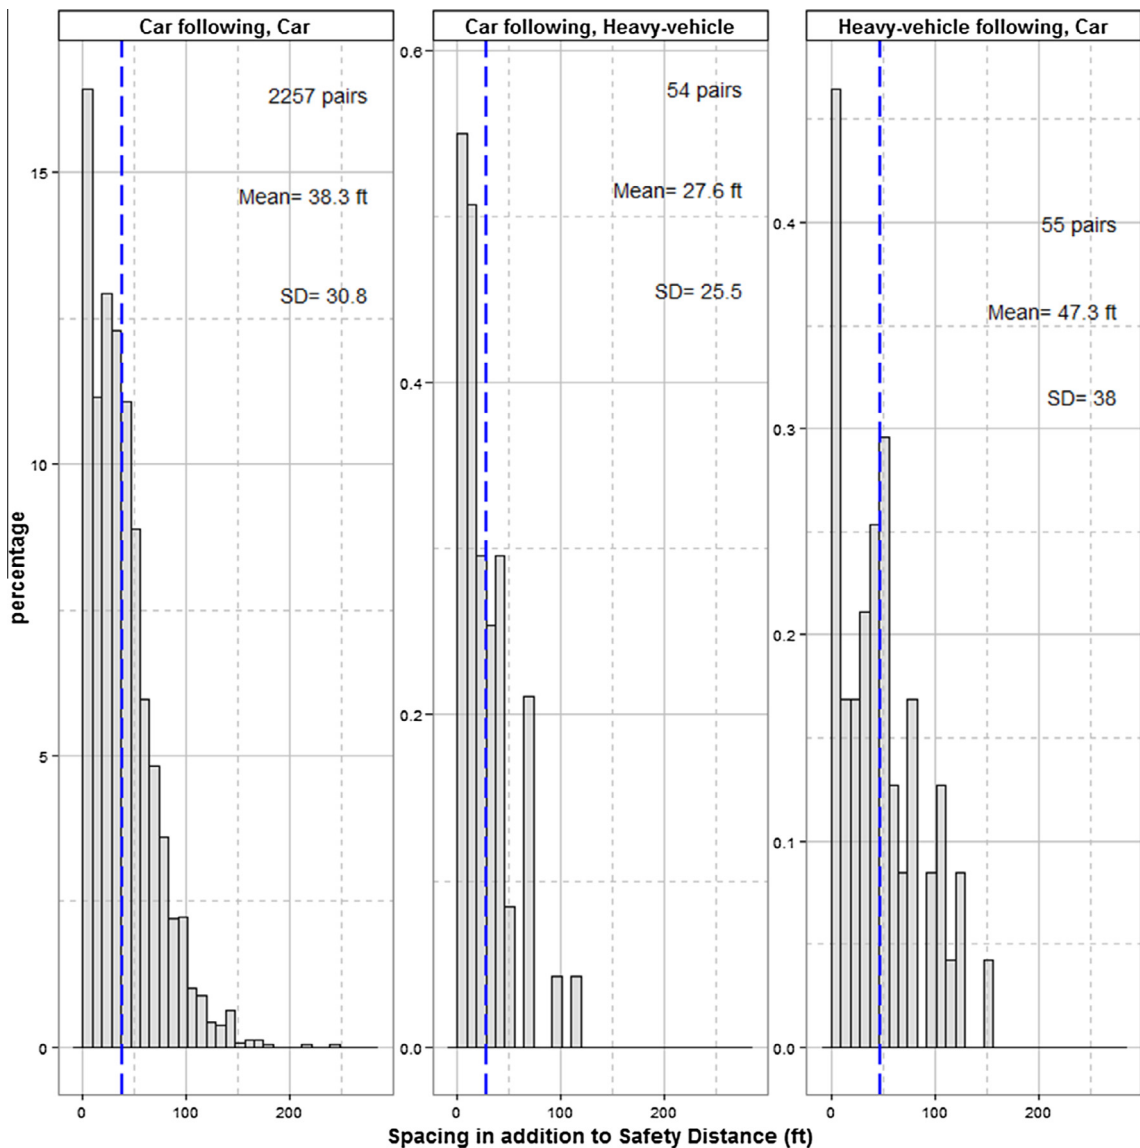 Car following, Car
Car following, Heavy-vehicle
Heavy-vehicle following, Car
2257 pairs
Mean= 38.3 ft
SD= 30.8
54 pairs
Mean= 27.6 ft
SD= 25.5
55 pairs
Mean= 47.3 ft
SD= 38
percentage
15
10
5
0
0.6
0.4
0.2
0.0
0.4
0.3
0.2
0.1
0.0
0 100 200
0 100 200
0 100 200
Spacing in addition to Safety Distance (ft)